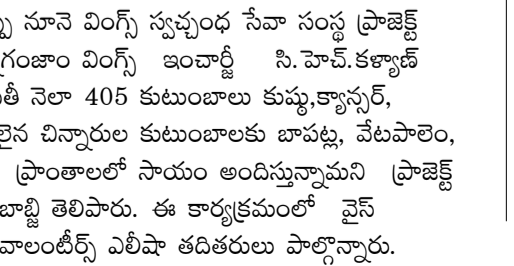 నూనె వింగ్స్ స్వచ్ఛంధ సేవా సంస్థ ప్రాజెక్ట్
వింగ్స్ ఇంచార్జీ సి.హెచ్.కళ్యాణ్
నెలా 405 కుటుంబాలు కుష్ఠు,క్యాన్సర్,
చిన్నారుల కుటుంబాలకు బాపట్ల, వేటపాలెం,
ప్రాంతాలలో సాయం అందిస్తున్నామని ప్రాజెక్ట్
బాబ్జి తెలిపారు. ఈ కార్యక్రమంలో వైస్
వాలంటీర్స్ ఎలీషా తదితరులు పాల్గొన్నారు.